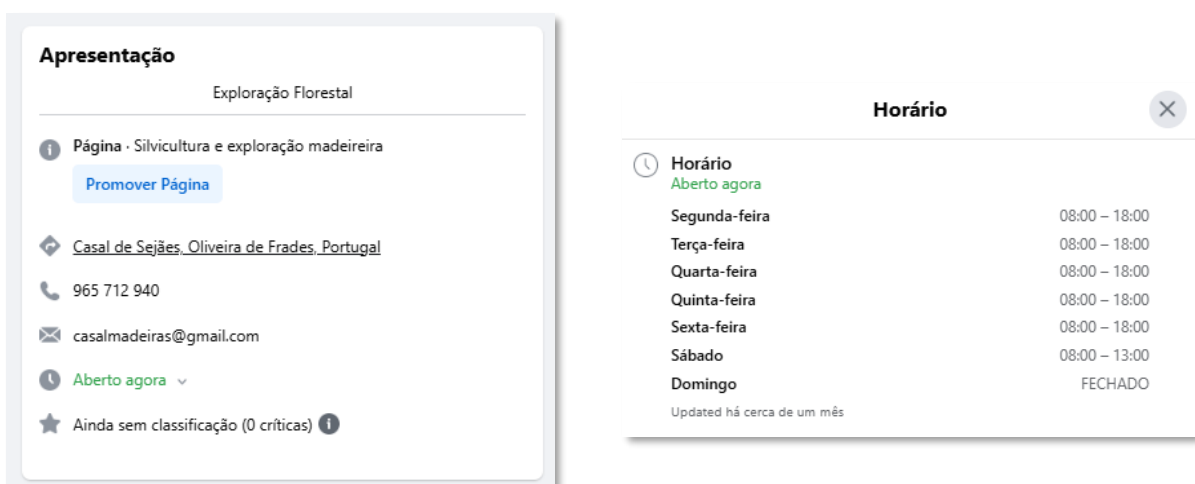 Apresentação
Exploração Florestal
Página · Silvicultura e exploração madeireira
Promover Página
Casal de Sejães, Oliveira de Frades, Portugal
965 712 940
casalmadeiras@gmail.com
Aberto agora
Ainda sem classificação (0 críticas)
Horário
Horário
Aberto agora
Segunda-feira 08:00 – 18:00
Terça-feira 08:00 – 18:00
Quarta-feira 08:00 – 18:00
Quinta-feira 08:00 – 18:00
Sexta-feira 08:00 – 18:00
Sábado 08:00 – 13:00
Domingo FECHADO
Updated há cerca de um mês